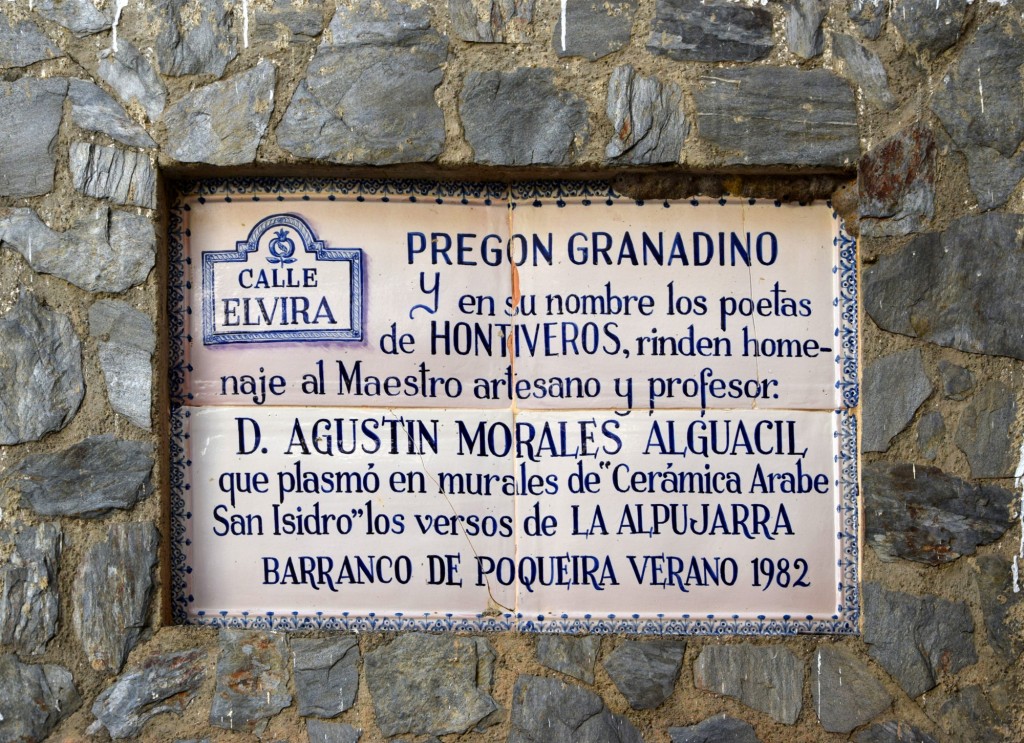 CALLE
ELVIRA
PREGON GRANADINO
Y en su nombre los poetas
de HONTIVEROS, rinden home-
naje al Maestro artesano y profesor.
D. AGUSTIN MORALES ALGUACIL
que plasmó en murales de "Cerámica Arabe
San Isidro" los versos de LA ALPUJARRA
BARRANCO DE POQUEIRA VERANO 1982